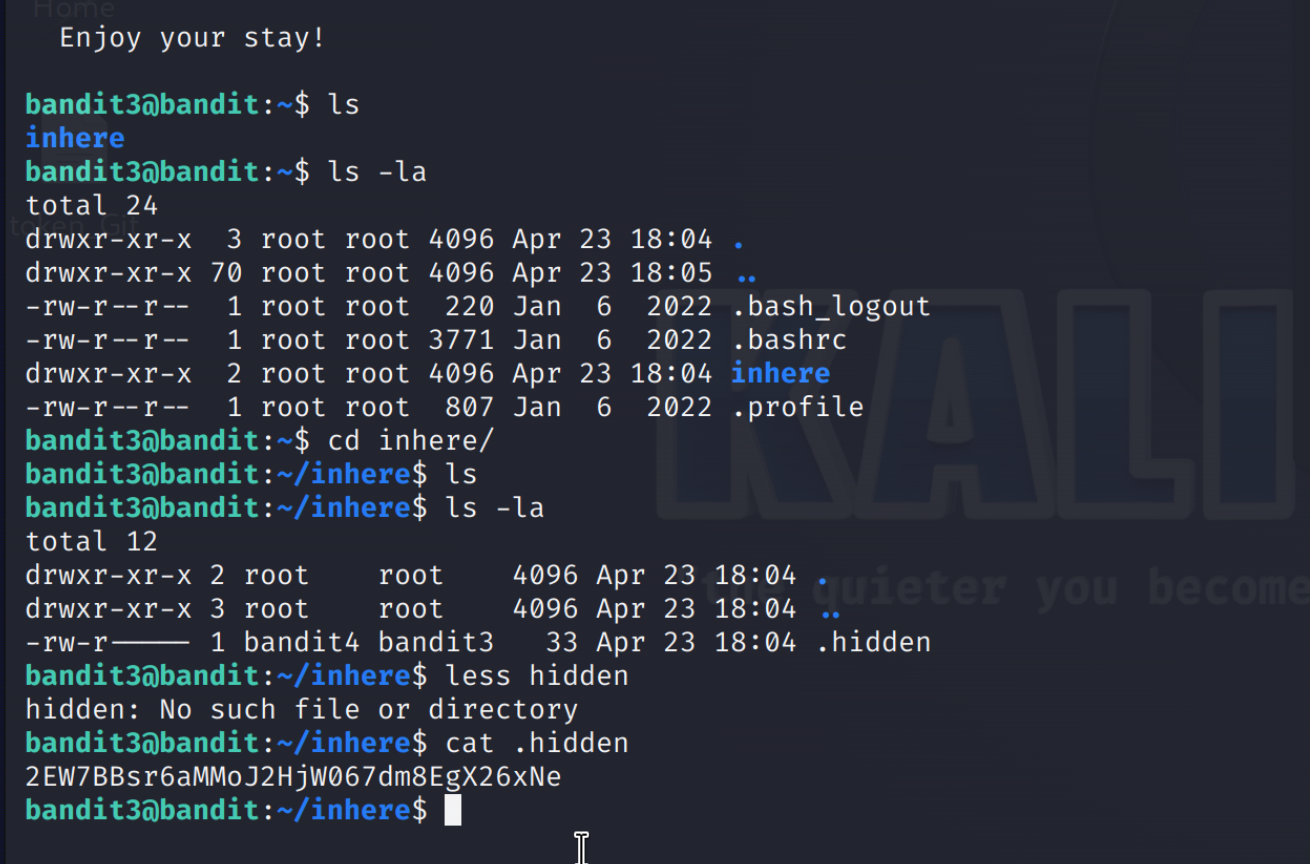 Home
Enjoy your stay!
bandit3@bandit:~$ ls
inhere
bandit3@bandit:~$ ls -la
total 24
drwxr-xr-x  3 root root 4096 Apr 23 18:04 .
drwxr-xr-x 70 root root 4096 Apr 23 18:05 ..
-rw-r--r--  1 root root  220 Jan  6  2022 .bash_logout
-rw-r--r--  1 root root 3771 Jan  6  2022 .bashrc
drwxr-xr-x  2 root root 4096 Apr 23 18:04 inhere
-rw-r--r--  1 root root  807 Jan  6  2022 .profile
bandit3@bandit:~$ cd inhere/
bandit3@bandit:~/inhere$ ls
bandit3@bandit:~/inhere$ ls -la
total 12
drwxr-xr-x 2 root    root    4096 Apr 23 18:04 .
drwxr-xr-x 3 root    root    4096 Apr 23 18:04 ..
-rw-r----- 1 bandit4 bandit3   33 Apr 23 18:04 .hidden
bandit3@bandit:~/inhere$ less hidden
hidden: No such file or directory
bandit3@bandit:~/inhere$ cat .hidden
2EW7BBsr6aMMoJ2HjW067dm8EgX26xNe
bandit3@bandit:~/inhere$
token Git
KALI
the quieter you become